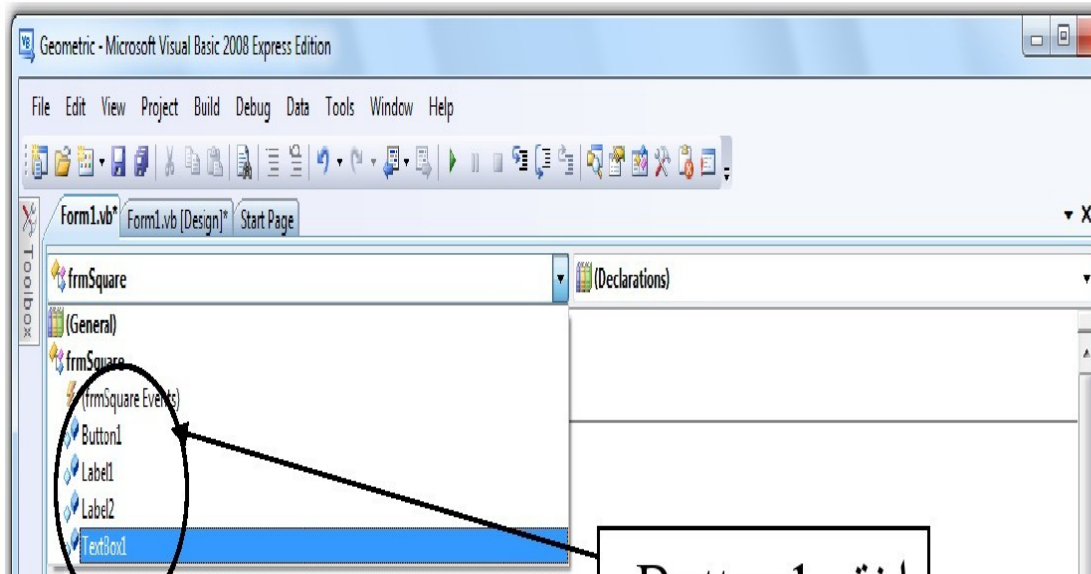 Geometric - Microsoft Visual Basic 2008 Express Edition
File Edit View Project Build Debug Data Tools Window Help
Form1.vb* Form1.vb [Design]* Start Page
Toolbox
frmSquare (Declarations)
(General)
frmSquare
(frmSquare Events)
Button1
Label1
Label2
TextBox1